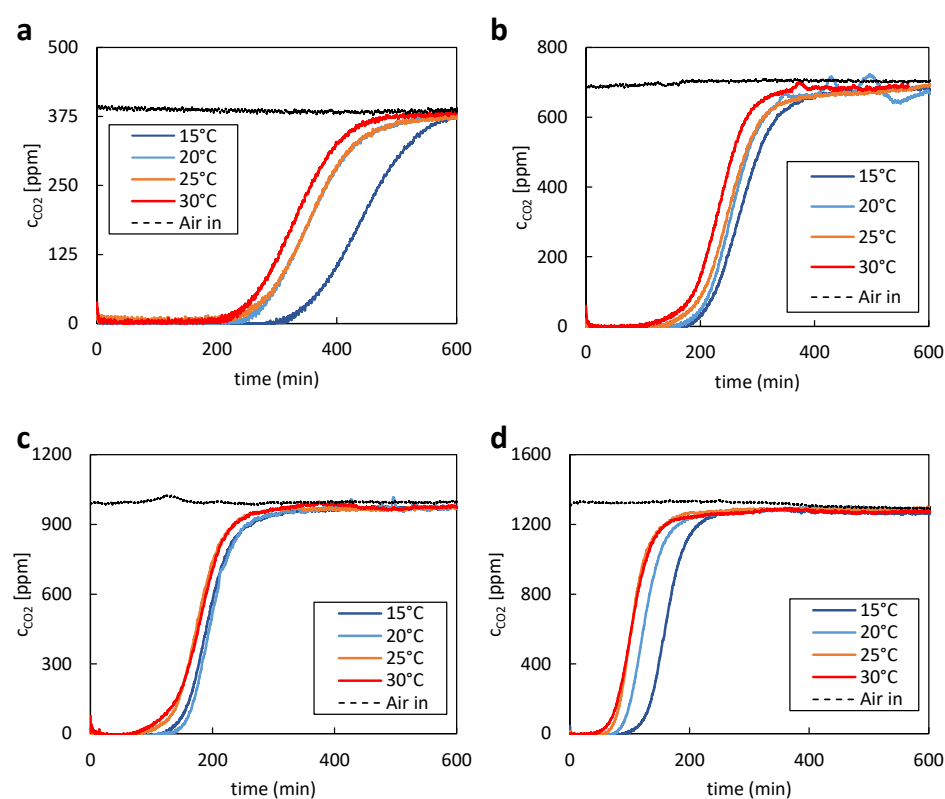 a
500
375
250
125
0
c_CO2 [ppm]
15°C
20°C
25°C
30°C
Air in
0 200 400 600
time (min)
b
800
600
400
200
0
c_CO2 [ppm]
15°C
20°C
25°C
30°C
Air in
0 200 400 600
time (min)
c
1200
900
600
300
0
c_CO2 [ppm]
15°C
20°C
25°C
30°C
Air in
0 200 400 600
time (min)
d
1600
1200
800
400
0
c_CO2 [ppm]
15°C
20°C
25°C
30°C
Air in
0 200 400 600
time (min)